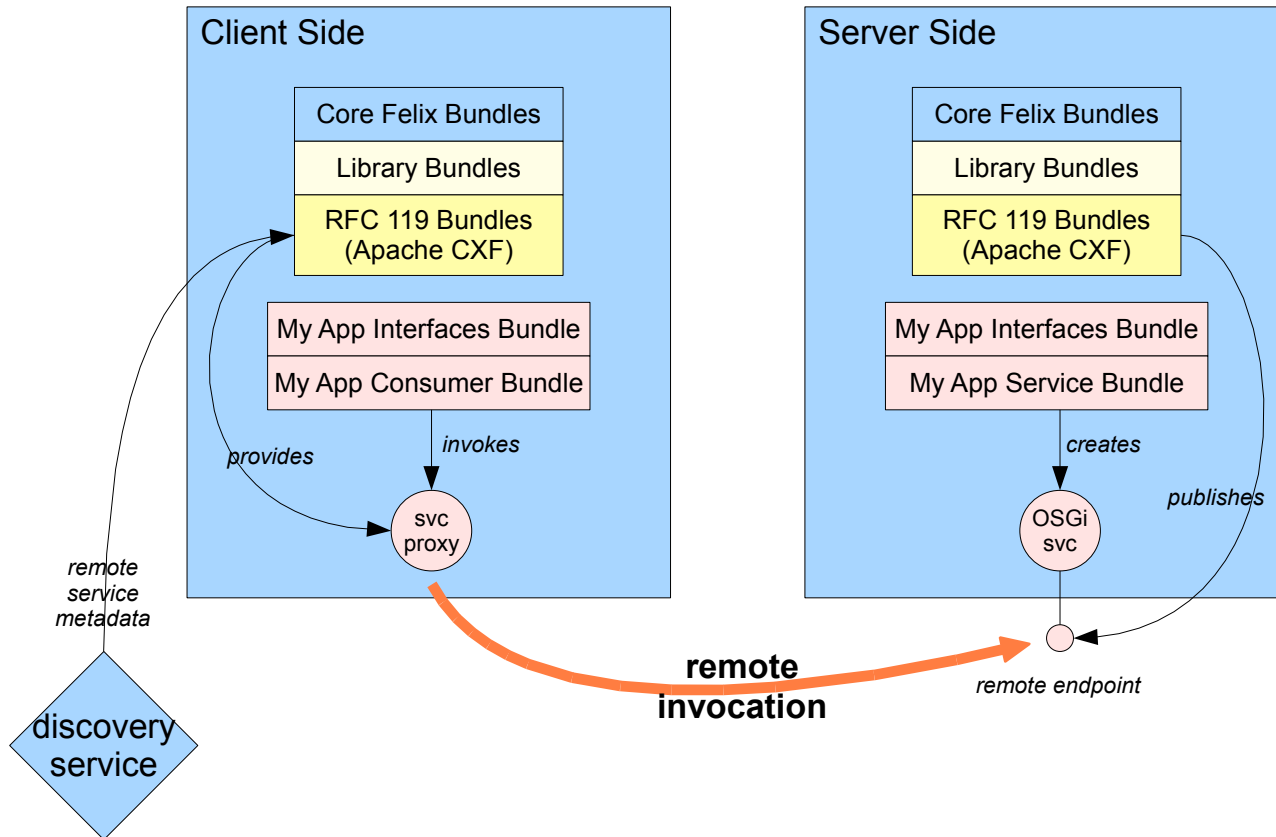 Client Side
Core Felix Bundles
Library Bundles
RFC 119 Bundles
(Apache CXF)
My App Interfaces Bundle
My App Consumer Bundle
invokes
provides
svc
proxy
remote
service
metadata
discovery
service
Server Side
Core Felix Bundles
Library Bundles
RFC 119 Bundles
(Apache CXF)
My App Interfaces Bundle
My App Service Bundle
creates
publishes
OSGi
svc
remote endpoint
remote
invocation